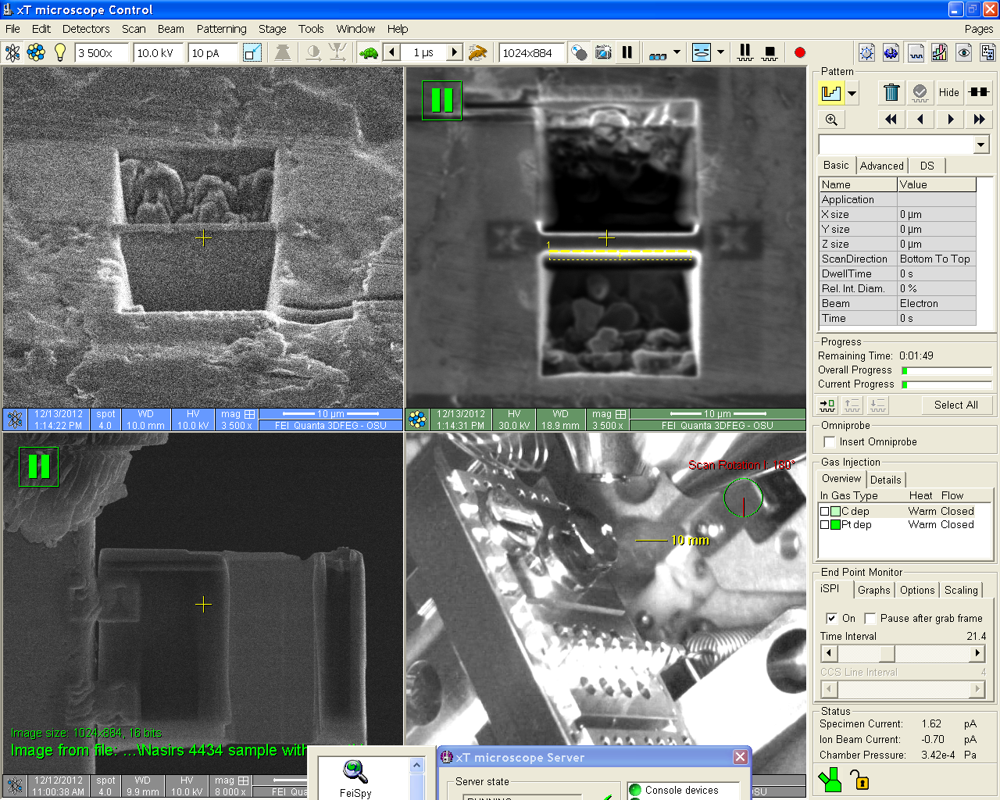 xT microscope Control
File Edit Detectors Scan Beam Patterning Stage Tools Window Help Pages
3 500x 10.0 kV 10 pA 1 µs 1024x884
12/13/2012 spot WD HV mag 10 µm
1:14:22 PM 4.0 10.0 mm 10.0 kV 3 500 x FEI Quanta 3DFEG - OSU
1
12/13/2012 HV WD mag 10 µm
1:14:31 PM 30.0 kV 18.9 mm 3 500 x FEI Quanta 3DFEG - OSU
Image size: 1024x884, 16 bits
Image from file: ...\Nasirs 4434 sample with
12/12/2012 spot WD HV mag
11:00:38 AM 4.0 9.9 mm 10.0 kV 8 000 x FEI Qua
Scan Rotation I: 180°
10 mm
FeiSpy
xT microscope Server
Server state
RUNNING
Console devices
OSU
Pattern
Hide
Basic Advanced DS
Name Value
Application
X size 0 µm
Y size 0 µm
Z size 0 µm
ScanDirection Bottom To Top
DwellTime 0 s
Rel. Int. Diam. 0 %
Beam Electron
Time 0 s
Progress
Remaining Time: 0:01:49
Overall Progress
Current Progress
Select All
Omniprobe
Insert Omniprobe
Gas Injection
Overview Details
In Gas Type Heat Flow
C dep Warm Closed
Pt dep Warm Closed
End Point Monitor
iSPI Graphs Options Scaling
On Pause after grab frame
Time Interval 21.4
CCS Line Interval 4
Status
Specimen Current: 1.62 pA
Ion Beam Current: -0.70 pA
Chamber Pressure: 3.42e-4 Pa